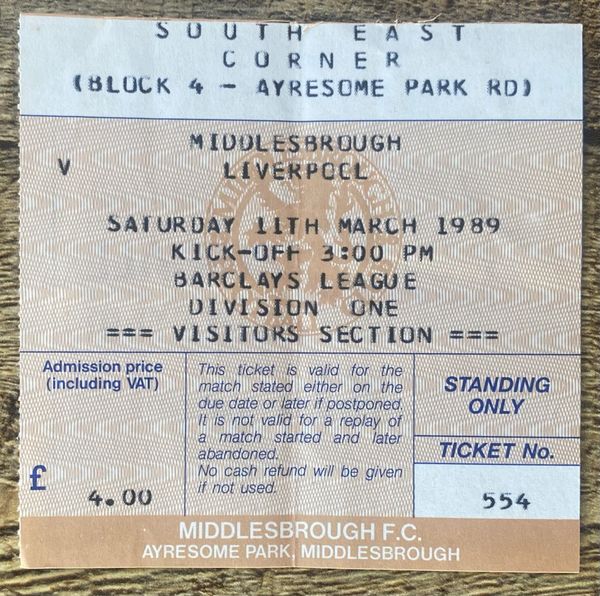 SOUTH EAST
CORNER
(BLOCK 4 - AYRESOME PARK RD)
MIDDLESBROUGH
V LIVERPOOL
SATURDAY 11TH MARCH 1989
KICK-OFF 3:00 PM
BARCLAYS LEAGUE
DIVISION ONE
=== VISITORS SECTION ===
Admission price
(including VAT)
£ 4.00
This ticket is valid for the
match stated either on the
due date or later if postponed.
It is not valid for a replay of
a match started and later
abandoned.
No cash refund will be given
if not used.
STANDING
ONLY
TICKET No.
554
MIDDLESBROUGH F.C.
AYRESOME PARK, MIDDLESBROUGH